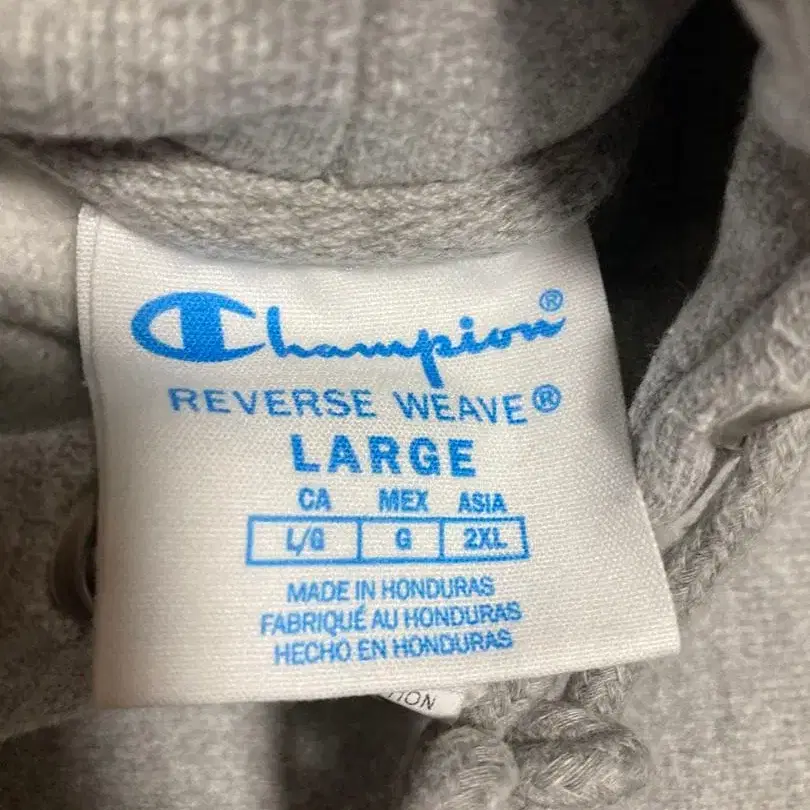 Champion®
REVERSE WEAVE®
LARGE
CA MEX ASIA
L/G G 2XL
MADE IN HONDURAS
FABRIQUÉ AU HONDURAS
HECHO EN HONDURAS